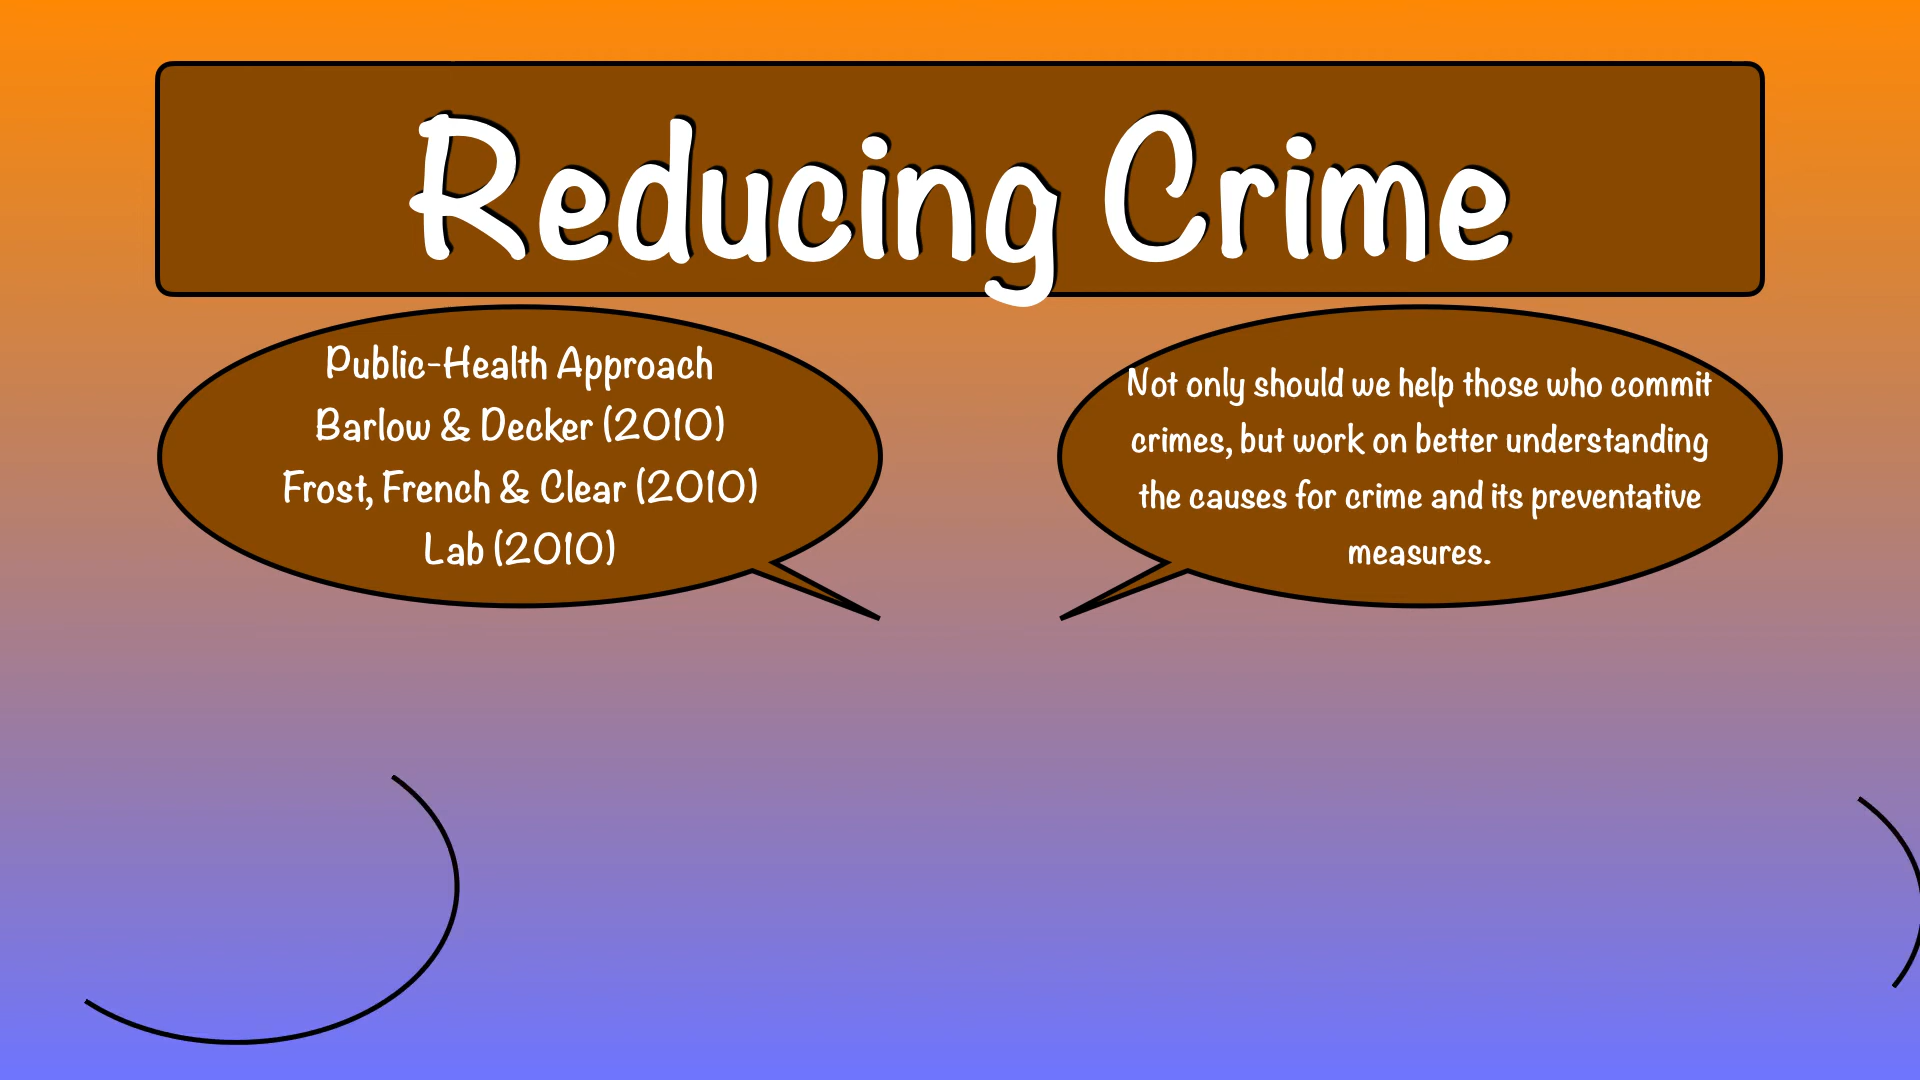 Reducing Crime
Public-Health Approach
Barlow & Decker (2010)
Frost, French & Clear (2010)
Lab (2010)
Not only should we help those who commit
crimes, but work on better understanding
the causes for crime and its preventative
measures.